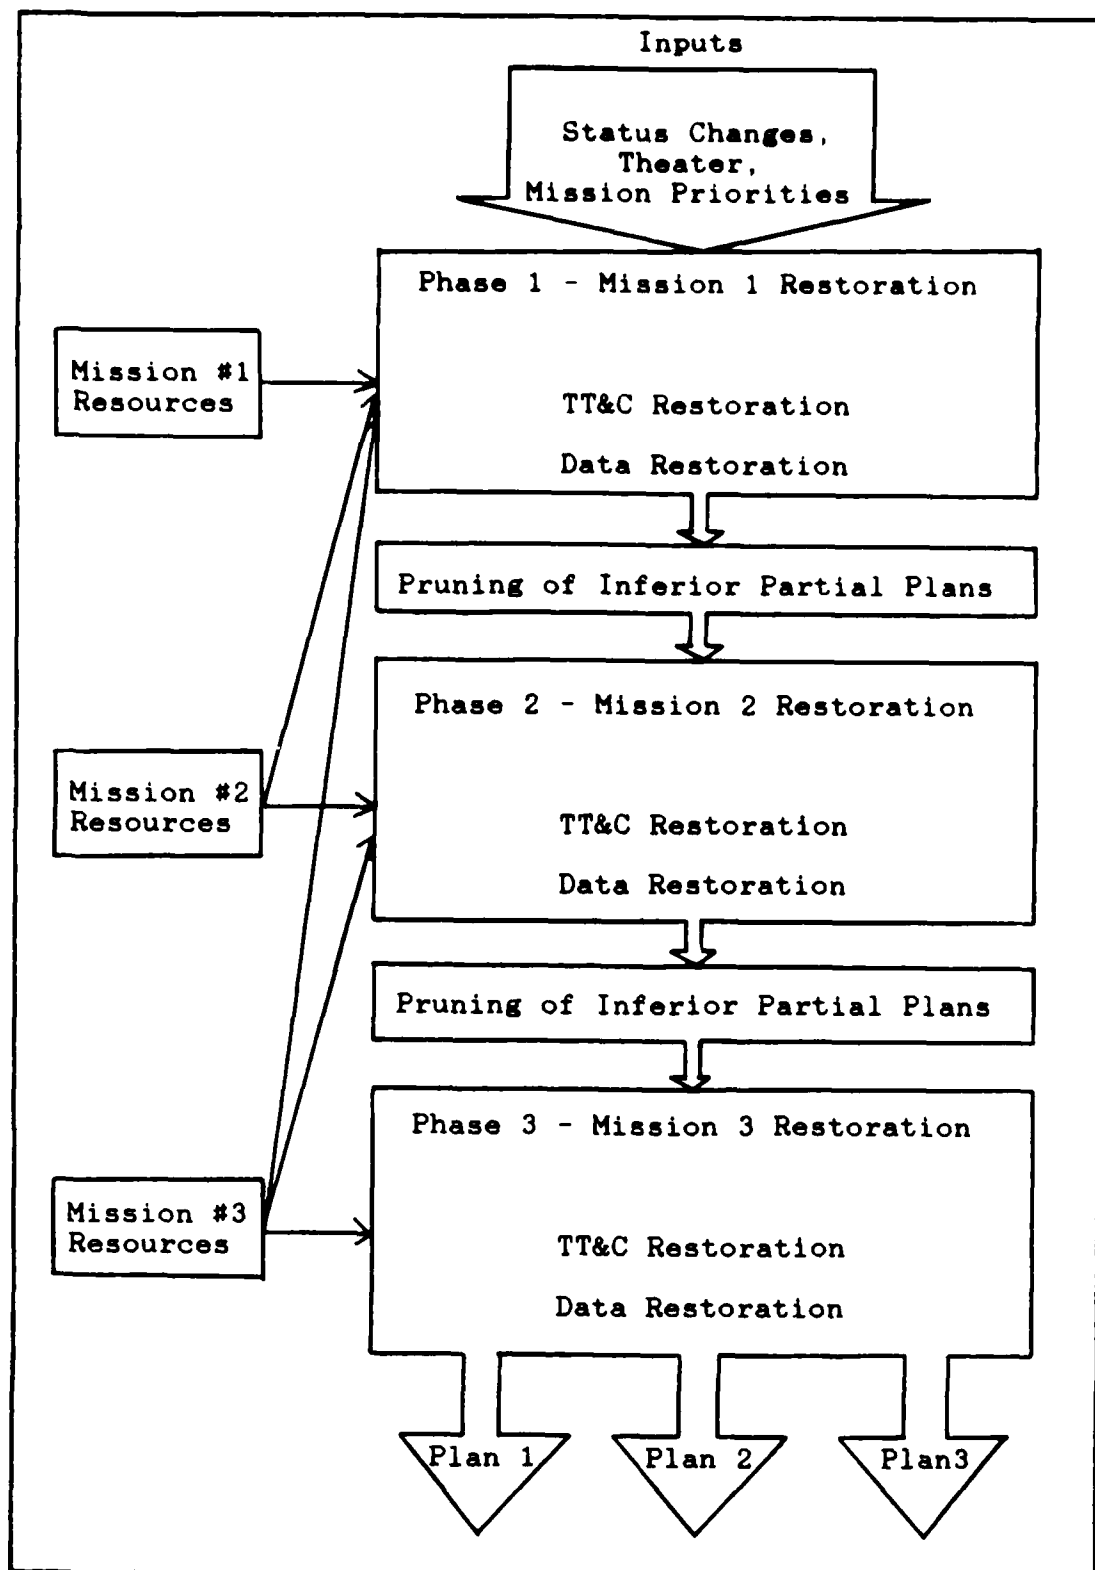 Inputs
Status Changes,
Theater,
Mission Priorities
Phase 1 - Mission 1 Restoration
Mission #1
Resources
TT&C Restoration
Data Restoration
Pruning of Inferior Partial Plans
Phase 2 - Mission 2 Restoration
Mission #2
Resources
TT&C Restoration
Data Restoration
Pruning of Inferior Partial Plans
Phase 3 - Mission 3 Restoration
Mission #3
Resources
TT&C Restoration
Data Restoration
Plan 1
Plan 2
Plan3